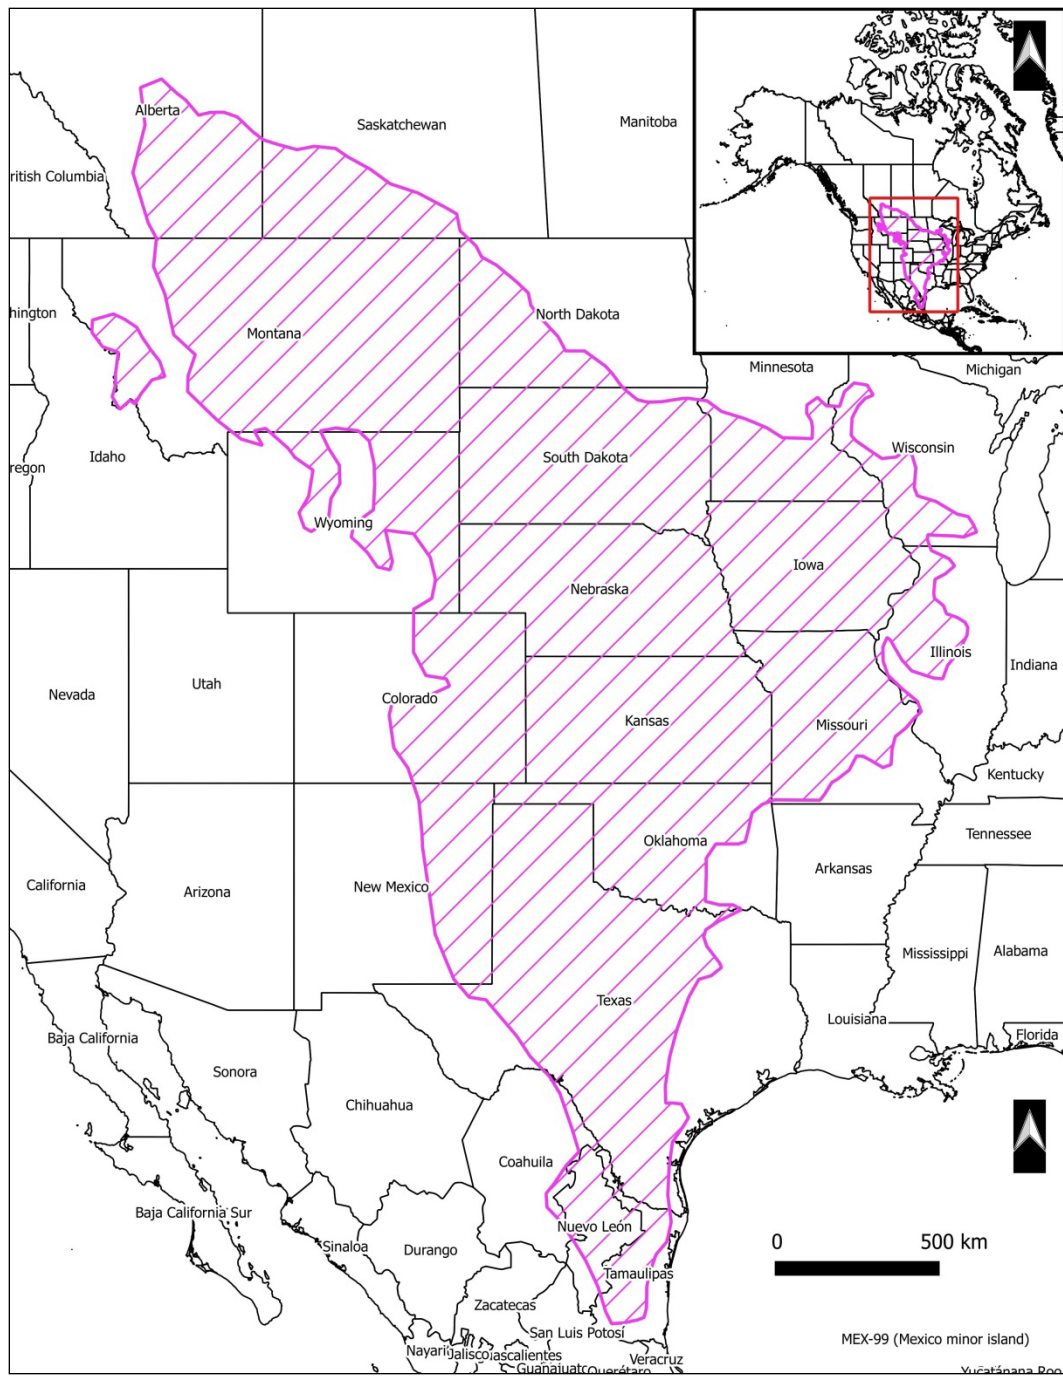 Alberta
Saskatchewan
Manitoba
ritish Columbia
hington
Montana
North Dakota
Minnesota
Michigan
Idaho
regon
South Dakota
Wisconsin
Wyoming
Nebraska
Iowa
Illinois
Indiana
Nevada
Utah
Colorado
Kansas
Missouri
Kentucky
Tennessee
California
Arizona
New Mexico
Oklahoma
Arkansas
Mississippi
Alabama
Texas
Louisiana
Florida
Baja California
Sonora
Chihuahua
Coahuila
Baja California Sur
Nuevo León
Sinaloa
Durango
Tamaulipas
0 500 km
Zacatecas
San Luis Potosí
MEX-99 (Mexico minor island)
Nayarit
Jalisco
Veracruz
Querétaro